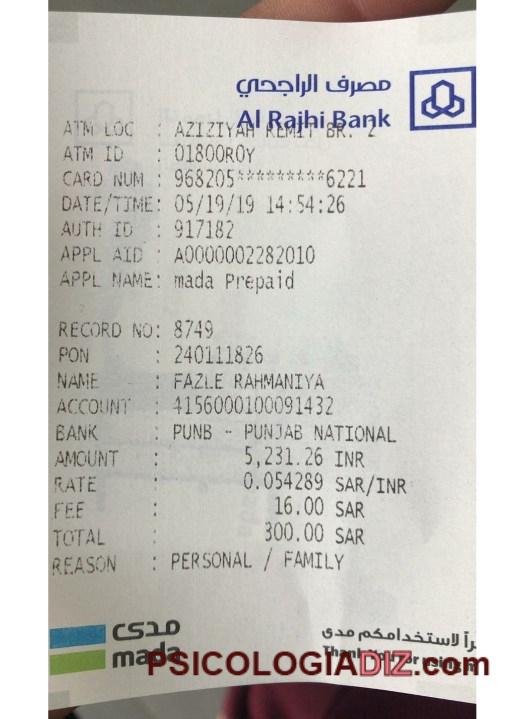 مصرف الراجحي
Al Rajhi Bank
ATM LOC : AZIZIYAH REMIT BR. 2
ATM ID : 01800R0Y
CARD NUM : 968205*********6221
DATE/TIME: 05/19/19 14:54:26
AUTH ID : 917182
APPL AID : A0000002282010
APPL NAME: mada Prepaid
RECORD NO: 8749
PON : 240111826
NAME : FAZLE RAHMANIYA
ACCOUNT : 4156000100091432
BANK : PUNB - PUNJAB NATIONAL
AMOUNT : 5,231.26 INR
RATE : 0.054289 SAR/INR
FEE : 16.00 SAR
TOTAL : 300.00 SAR
REASON : PERSONAL / FAMILY
مدى
mada
لاستخدامكم مدى
Thank You for using
PSICOLOGIADIZ.com